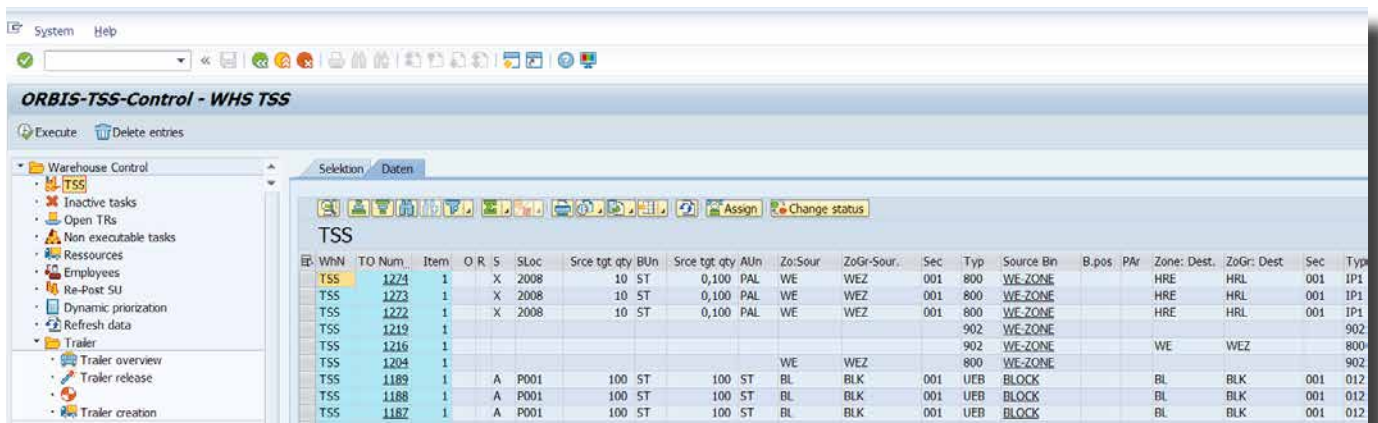 System Help
ORBIS-TSS-Control - WHS TSS
Execute Delete entries
Warehouse Control
TSS
Inactive tasks
Open TRs
Non executable tasks
Ressources
Employees
Re-Post SU
Dynamic priorization
Refresh data
Trailer
Trailer overview
Trailer release
Trailer creation
Selektion Daten
Assign Change status
TSS
WhN TO Num Item O R S SLoc Srce tgt qty BUn Srce tgt qty AUn Zo:Sour ZoGr-Sour. Sec Typ Source Bin B.pos PAr Zone: Dest. ZoGr: Dest Sec Typ
TSS 1274 1 X 2008 10 ST 0,100 PAL WE WEZ 001 800 WE-ZONE HRE HRL 001 IP1
TSS 1273 1 X 2008 10 ST 0,100 PAL WE WEZ 001 800 WE-ZONE HRE HRL 001 IP1
TSS 1272 1 X 2008 10 ST 0,100 PAL WE WEZ 001 800 WE-ZONE HRE HRL 001 IP1
TSS 1219 1 902 WE-ZONE 902
TSS 1216 1 902 WE-ZONE WE WEZ 800
TSS 1204 1 WE WEZ 800 WE-ZONE 902
TSS 1189 1 A P001 100 ST 100 ST BL BLK 001 UEB BLOCK BL BLK 001 012
TSS 1188 1 A P001 100 ST 100 ST BL BLK 001 UEB BLOCK BL BLK 001 012
TSS 1187 1 A P001 100 ST 100 ST BL BLK 001 UEB BLOCK BL BLK 001 012